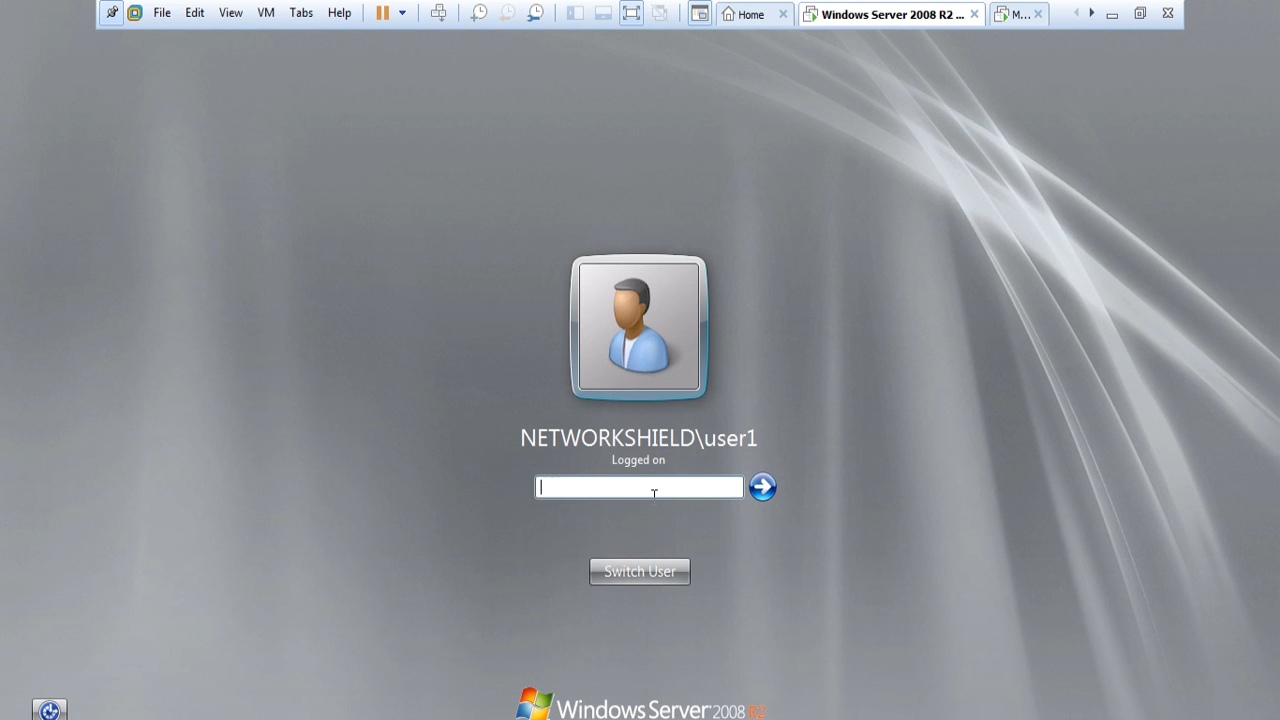 File Edit View VM Tabs Help Home Windows Server 2008 R2 ... M...
NETWORKSHIELD\user1
Logged on
Switch User
Windows Server 2008 R2